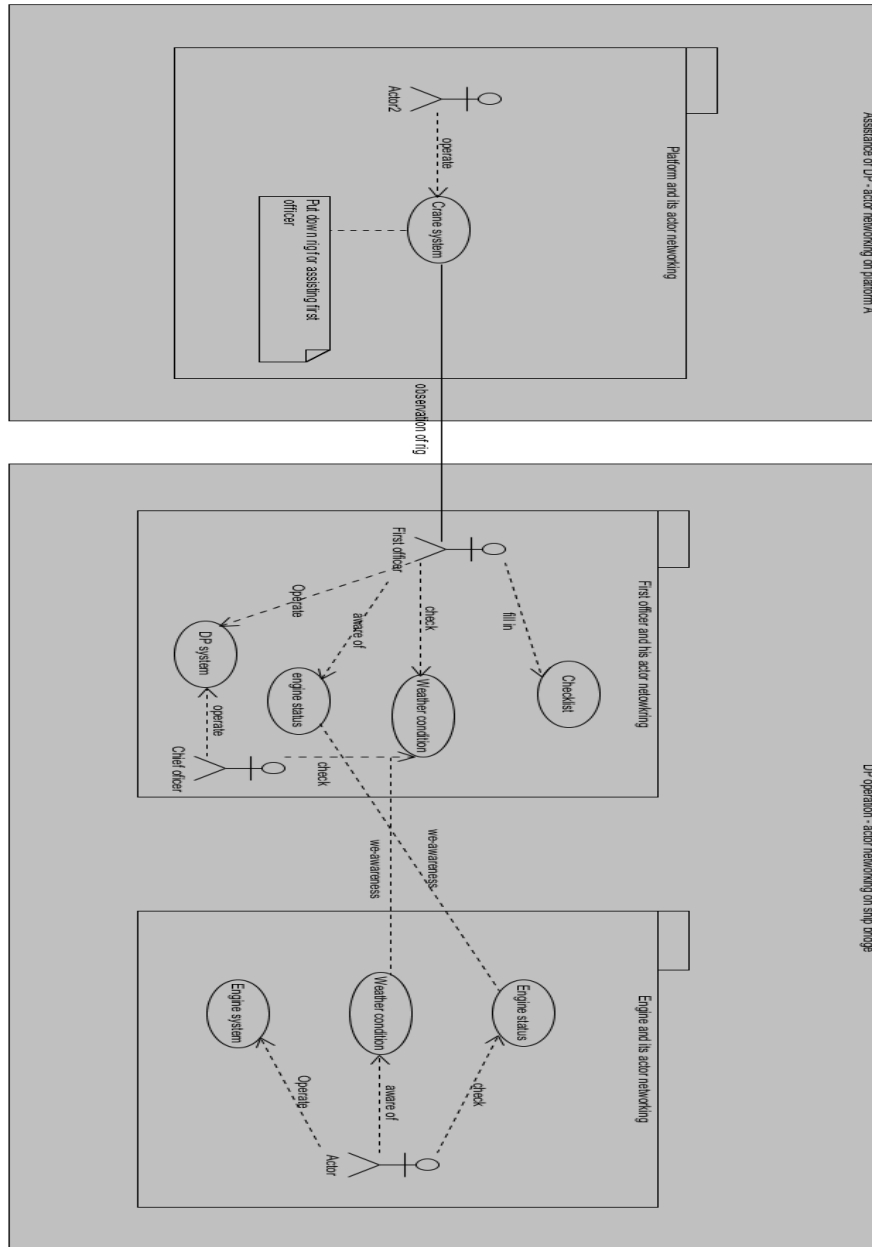 Assistance of DP - actor networking on platform A
Platform and its actor networking
Actor2
operate
Crane system
Put down rig for assisting first
officer
observation of rig
DP operation - actor networking on ship bridge
First officer and his actor netowkring
First officer
fill in
Checklist
check
Weather condition
aware of
engine status
Operate
DP system
operate
Chief oficer
check
we-awareness
we-awareness
Engine and its actor networking
Engine status
check
Weather condition
aware of
Engine system
Operate
Actor